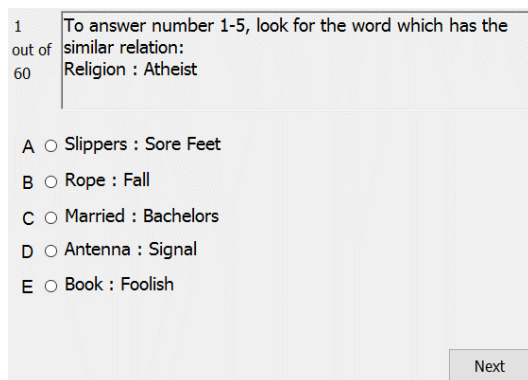 1
out of
60
To answer number 1-5, look for the word which has the
similar relation:
Religion : Atheist
A Slippers : Sore Feet
B Rope : Fall
C Married : Bachelors
D Antenna : Signal
E Book : Foolish
Next